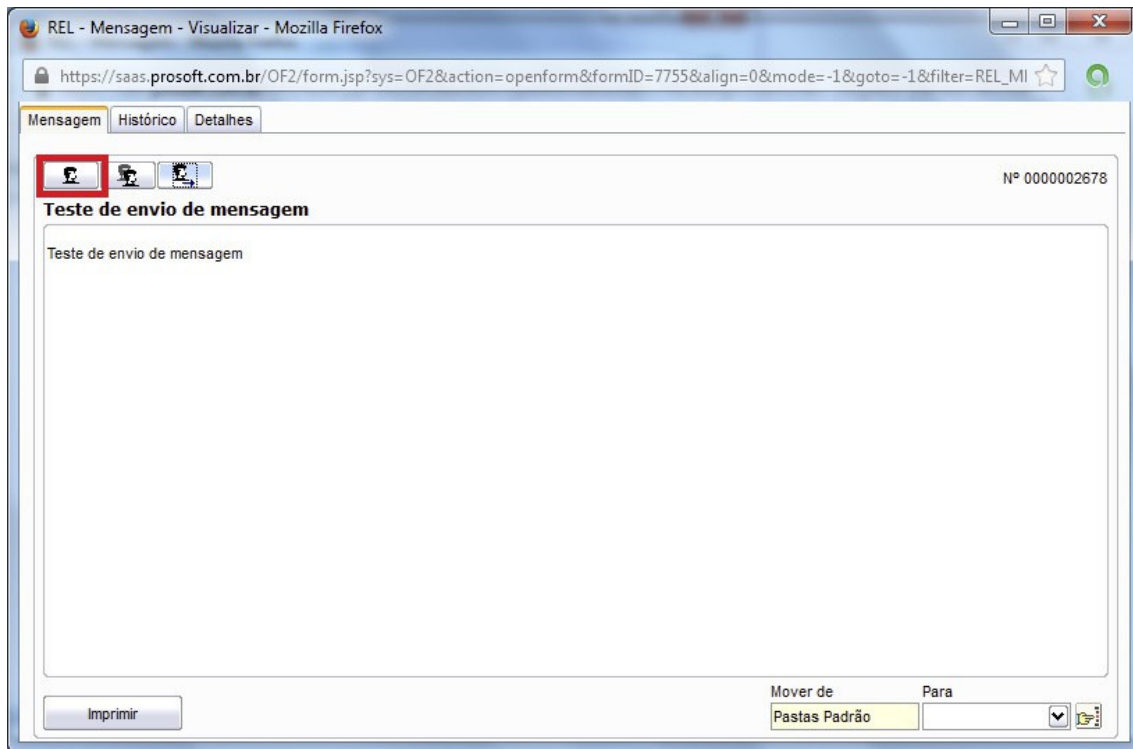 REL - Mensagem - Visualizar - Mozilla Firefox
https://saas.prosoft.com.br/OF2/form.jsp?sys=OF2&action=openform&formID=7755&align=0&mode=-1&goto=-1&filter=REL_MI
Mensagem Histórico Detalhes
Nº 0000002678
Teste de envio de mensagem
Teste de envio de mensagem
Mover de Para
Imprimir Pastas Padrão